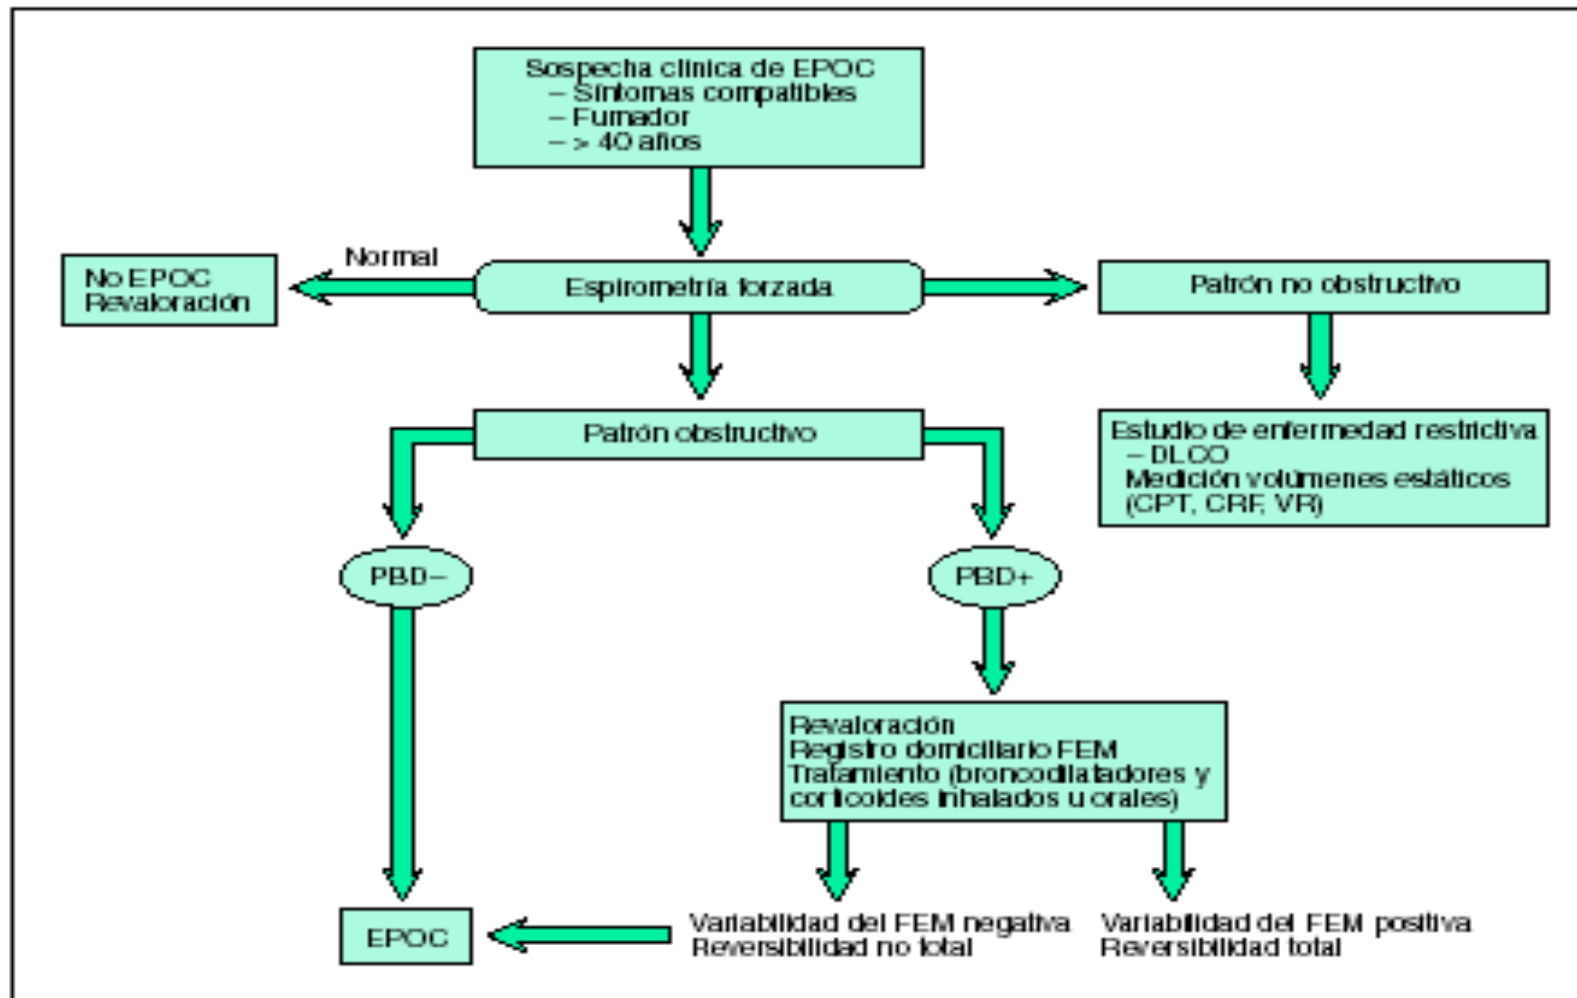 Sospecha clínica de EPOC
– Síntomas compatibles
– Fumador
– > 40 años
Normal
No EPOC
Revaloración
Espirometría forzada
Patrón no obstructivo
Patrón obstructivo
Estudio de enfermedad restrictiva
– DLCO
Medición volúmenes estáticos
(CPT, CRF, VR)
PBD–
PBD+
Revaloración
Registro domiciliario FEM
Tratamiento (broncodilatadores y
corticoides inhalados u orales)
EPOC
Variabilidad del FEM negativa
Reversibilidad no total
Variabilidad del FEM positiva
Reversibilidad total